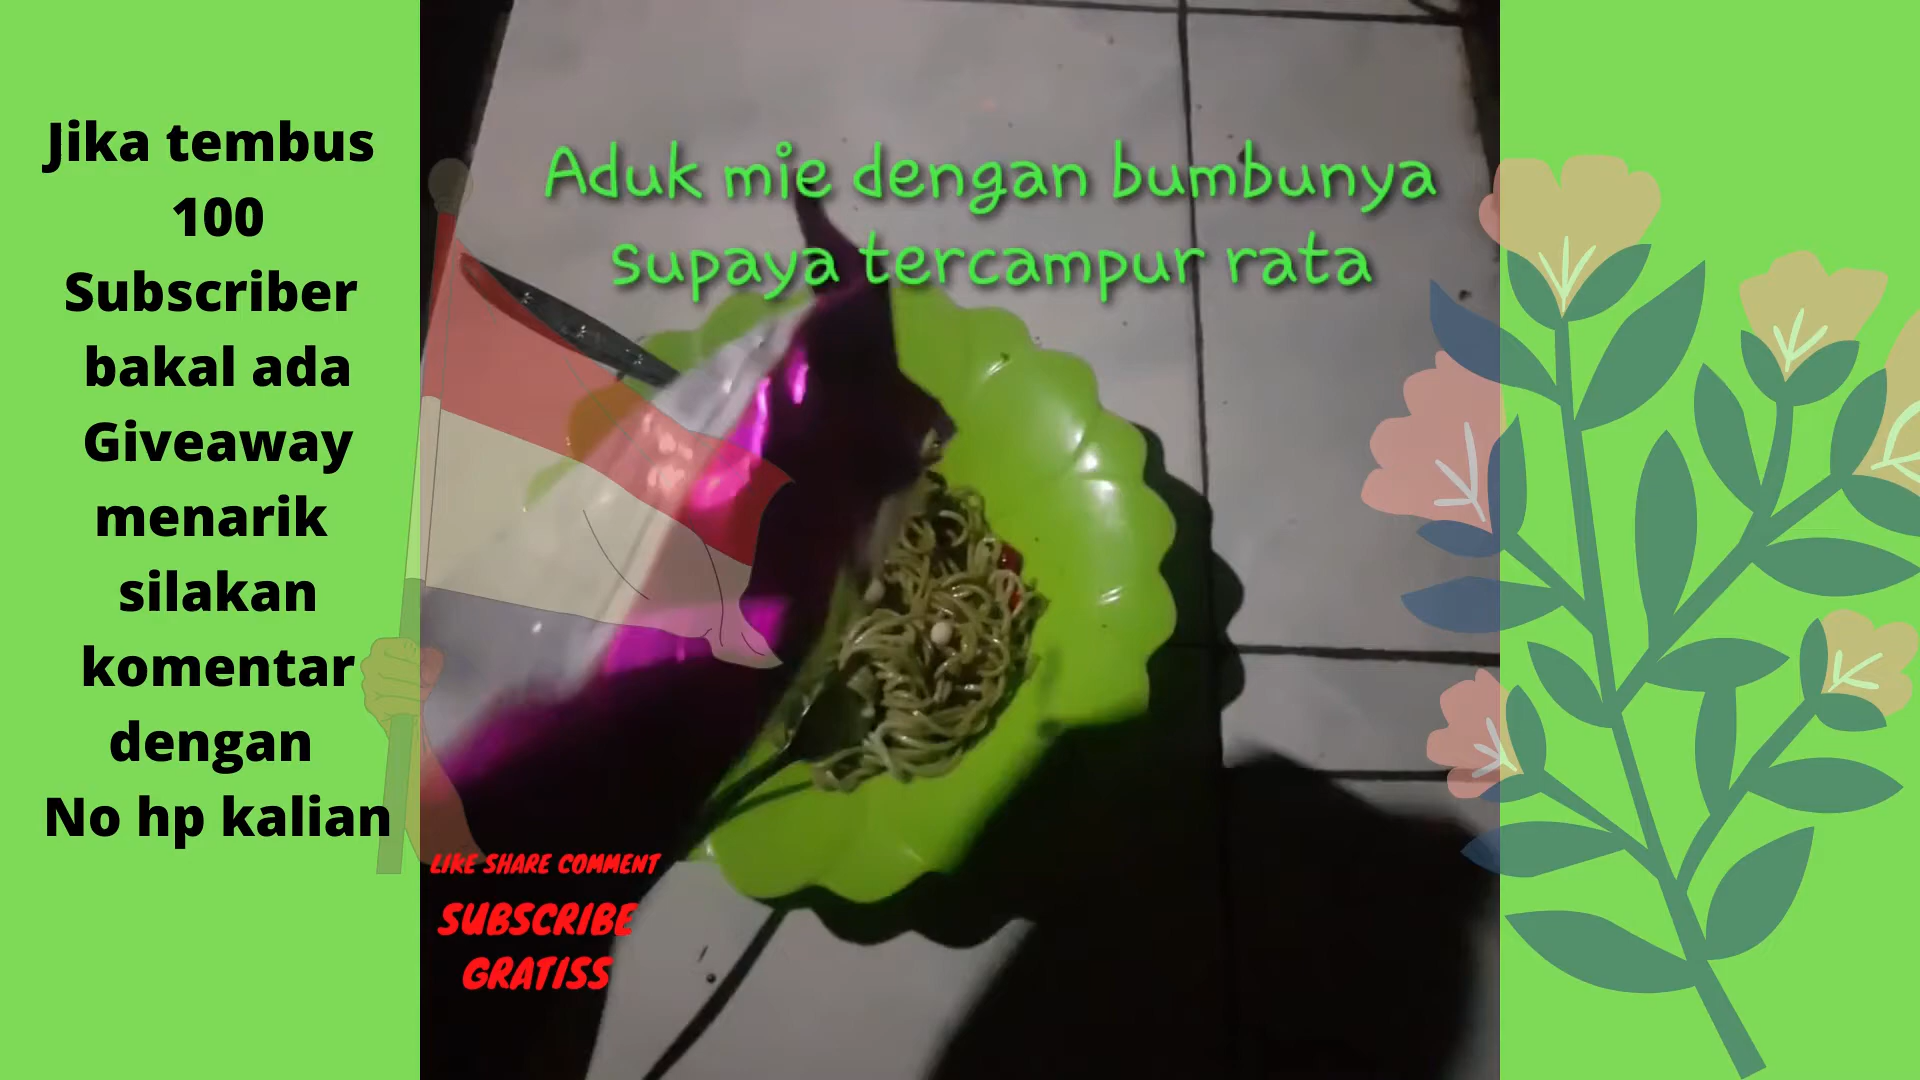 Jika tembus
100
Subscriber
bakal ada
Giveaway
menarik
silakan
komentar
dengan
No hp kalian
Aduk mie dengan bumbunya
supaya tercampur rata
LIKE SHARE COMMENT
SUBSCRIBE
GRATISS